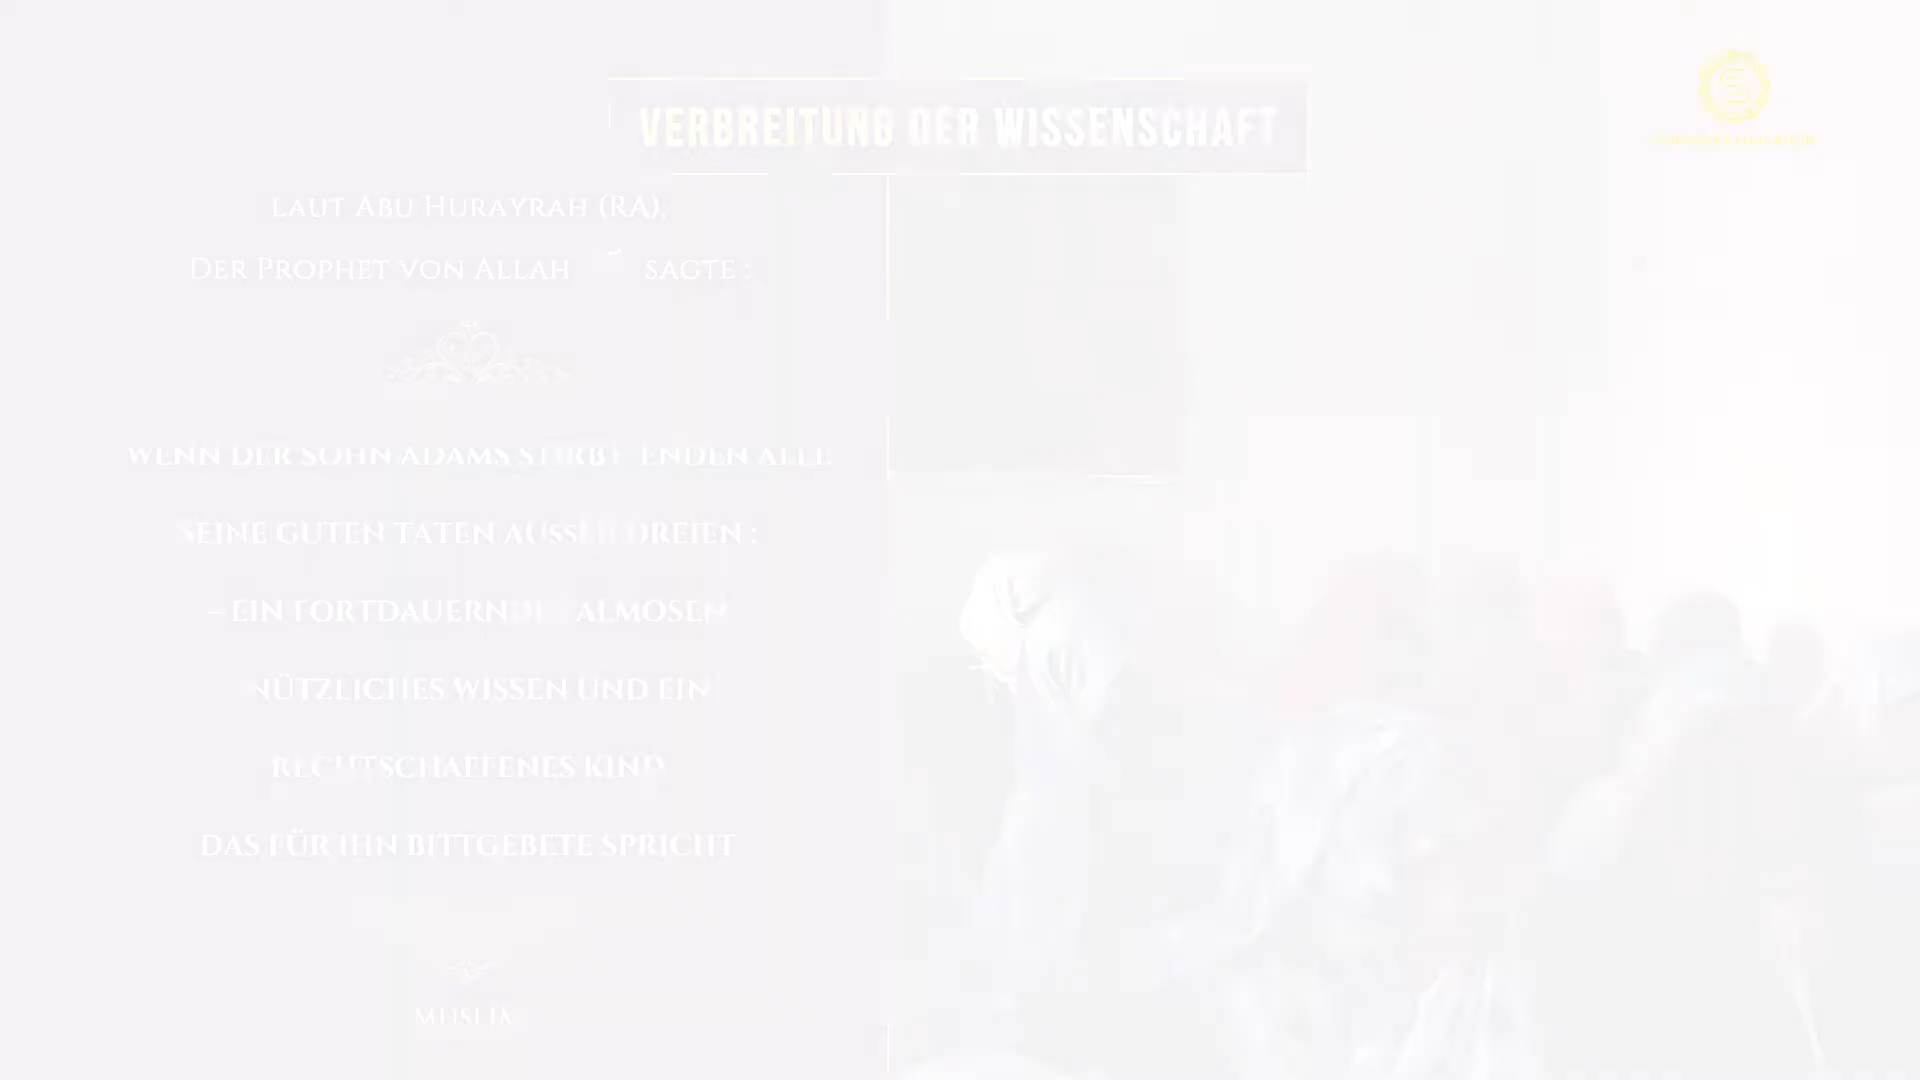 VERBREITUNG DER WISSENSCHAFT
LAUT ABU HURAYRAH (RA),
DER PROPHET VON ALLAH SAGTE :
WENN DER SOHN ADAMS STIRBT ENDEN ALLE
SEINE GUTEN TATEN AUSSER DREIEN :
– EIN FORTDAUERNDES ALMOSEN
NÜTZLICHES WISSEN UND EIN
RECHTSCHAFFENES KIND
DAS FÜR IHN BITTGEBETE SPRICHT
MUSLIM